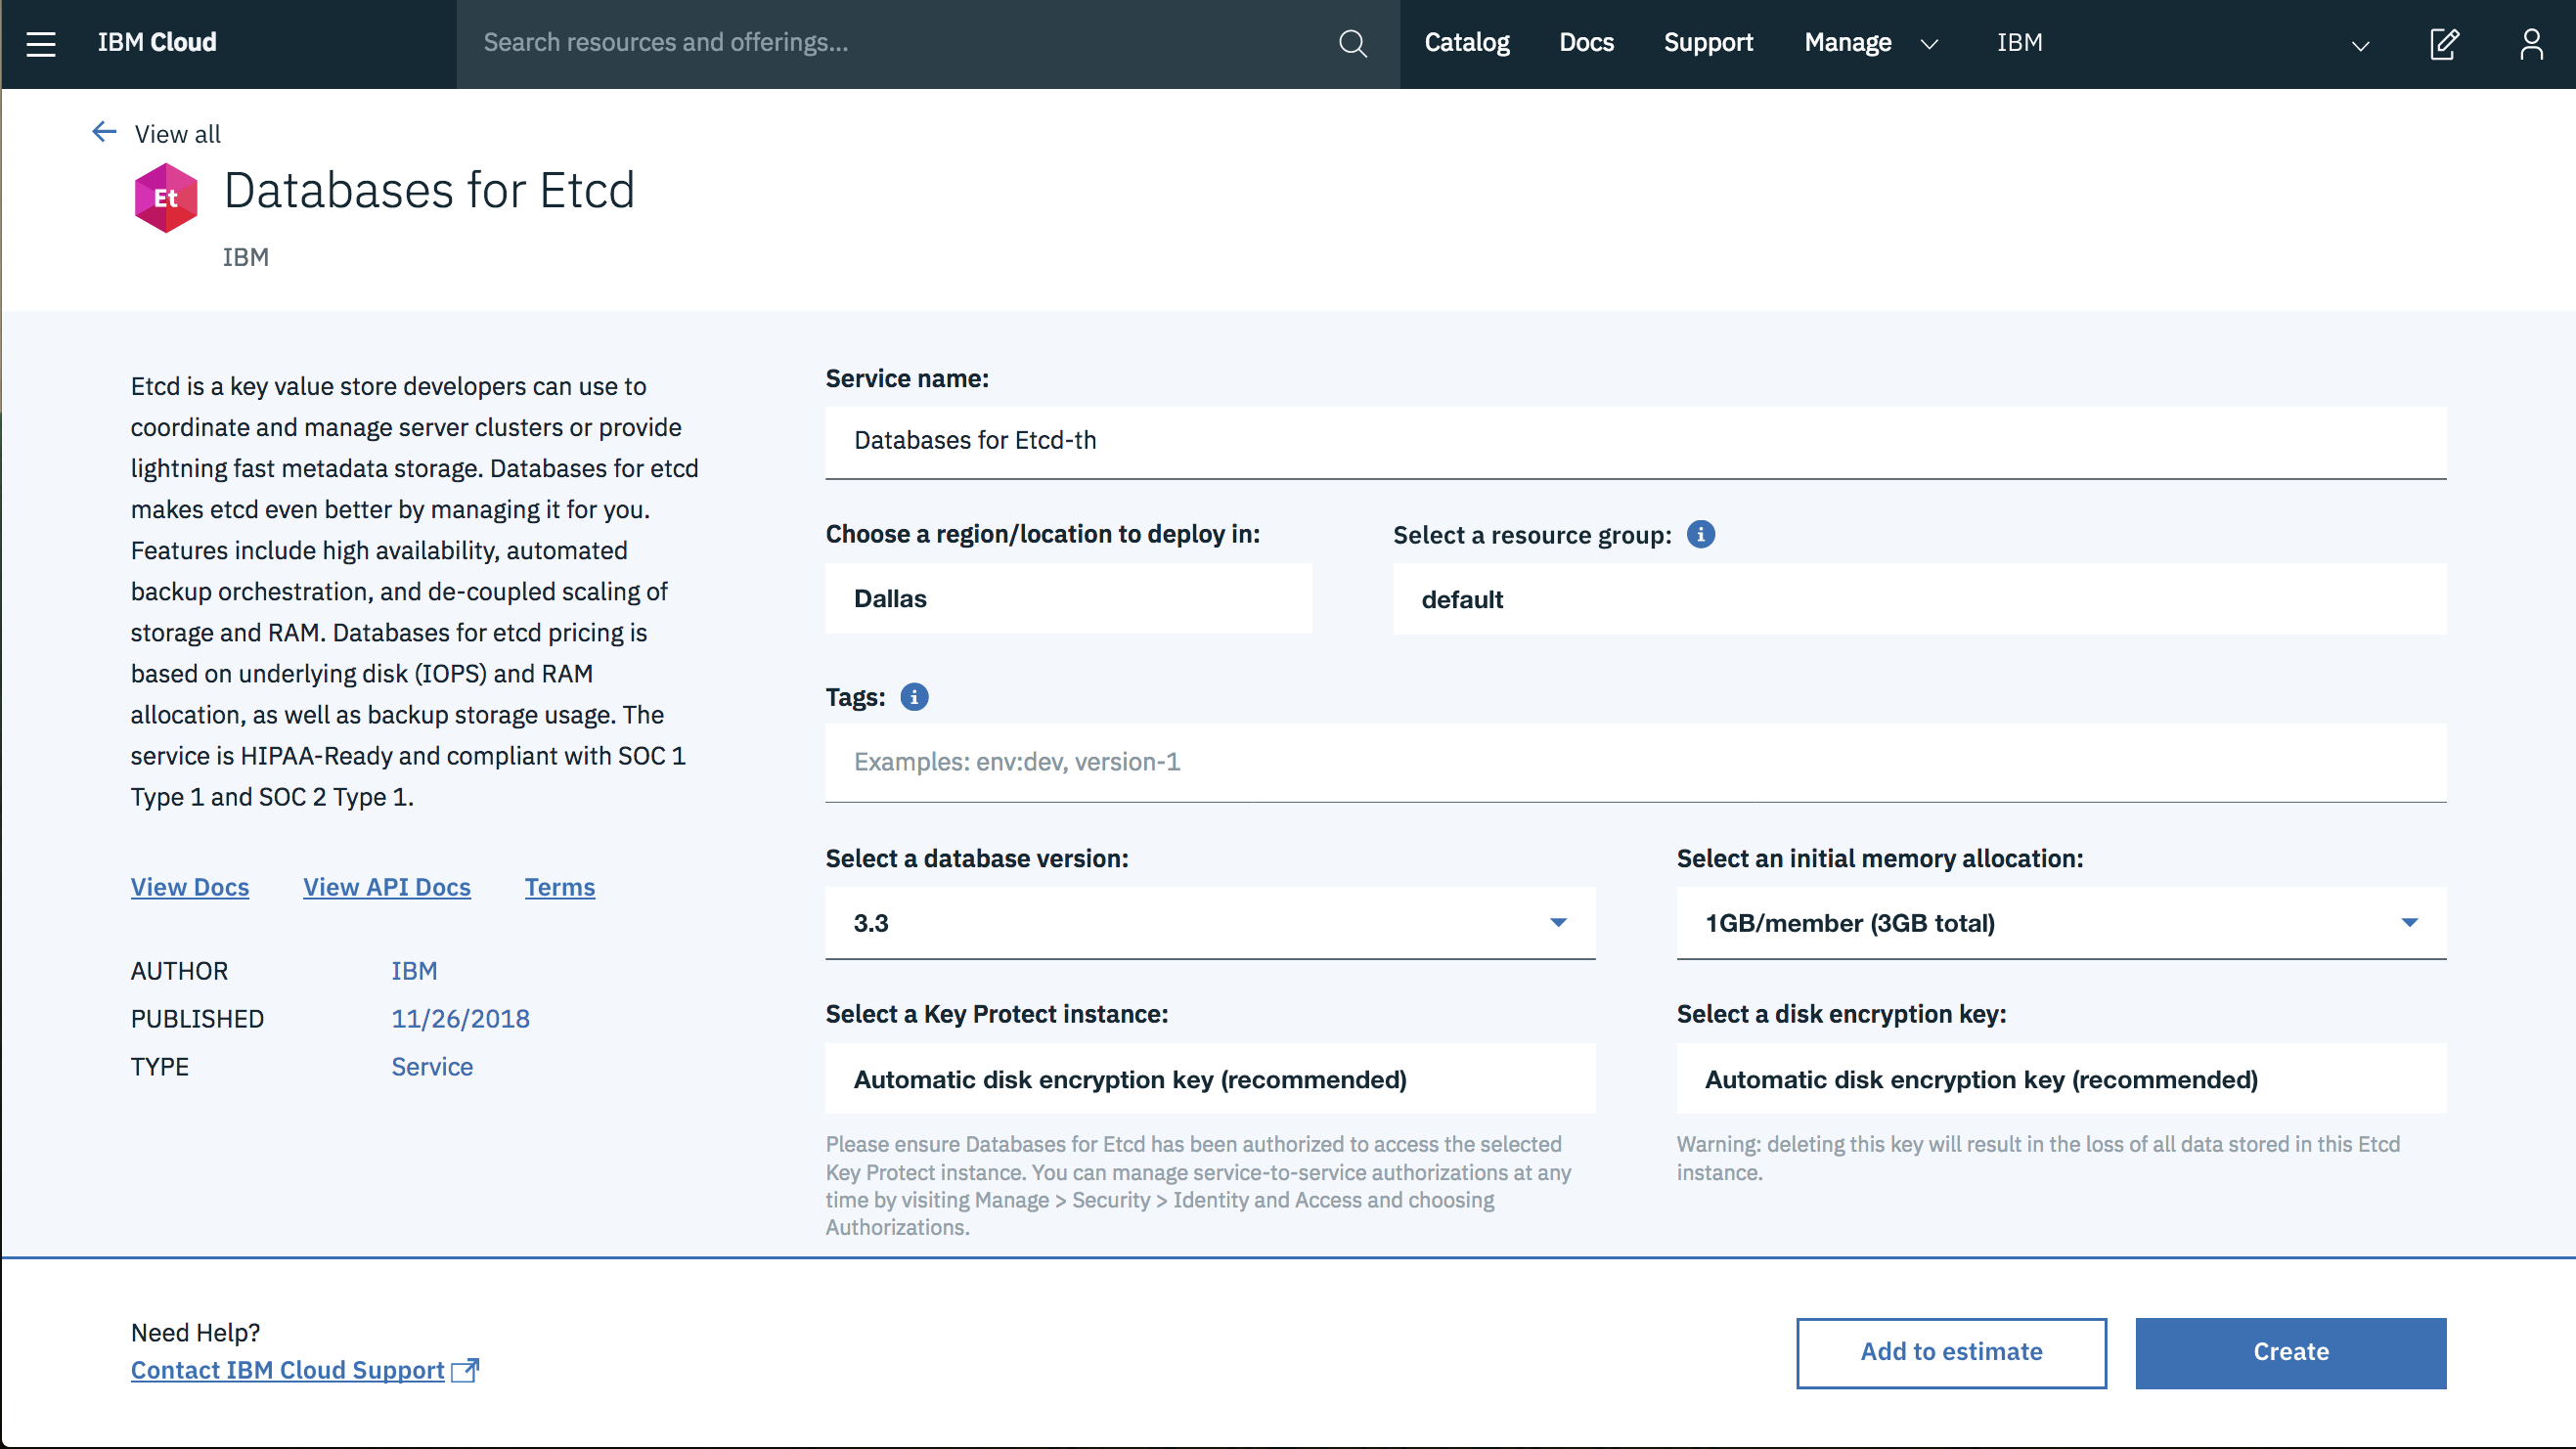 IBM Cloud
Search resources and offerings...
Catalog
Docs
Support
Manage
IBM
View all
Et
Databases for Etcd
IBM
Etcd is a key value store developers can use to
coordinate and manage server clusters or provide
lightning fast metadata storage. Databases for etcd
makes etcd even better by managing it for you.
Features include high availability, automated
backup orchestration, and de-coupled scaling of
storage and RAM. Databases for etcd pricing is
based on underlying disk (IOPS) and RAM
allocation, as well as backup storage usage. The
service is HIPAA-Ready and compliant with SOC 1
Type 1 and SOC 2 Type 1.
View Docs
View API Docs
Terms
AUTHOR IBM
PUBLISHED 11/26/2018
TYPE Service
Service name:
Databases for Etcd-th
Choose a region/location to deploy in:
Dallas
Select a resource group:
default
Tags:
Examples: env:dev, version-1
Select a database version:
3.3
Select an initial memory allocation:
1GB/member (3GB total)
Select a Key Protect instance:
Automatic disk encryption key (recommended)
Please ensure Databases for Etcd has been authorized to access the selected
Key Protect instance. You can manage service-to-service authorizations at any
time by visiting Manage > Security > Identity and Access and choosing
Authorizations.
Select a disk encryption key:
Automatic disk encryption key (recommended)
Warning: deleting this key will result in the loss of all data stored in this Etcd
instance.
Need Help?
Contact IBM Cloud Support
Add to estimate
Create